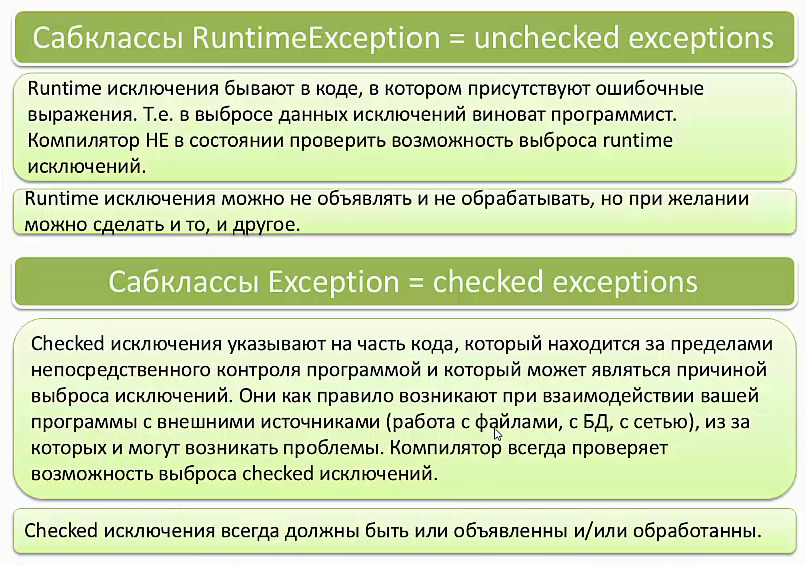 Сабклассы RuntimeException = unchecked exceptions
Runtime исключения бывают в коде, в котором присутствуют ошибочные
выражения. Т.е. в выбросе данных исключений виноват программист.
Компилятор НЕ в состоянии проверить возможность выброса runtime
исключений.
Runtime исключения можно не объявлять и не обрабатывать, но при желании
можно сделать и то, и другое.
Сабклассы Exception = checked exceptions
Checked исключения указывают на часть кода, который находится за пределами
непосредственного контроля программой и который может являться причиной
выброса исключений. Они как правило возникают при взаимодействии вашей
программы с внешними источниками (работа с файлами, с БД, с сетью), из за
которых и могут возникать проблемы. Компилятор всегда проверяет
возможность выброса checked исключений.
Checked исключения всегда должны быть или объявленны и/или обработанны.